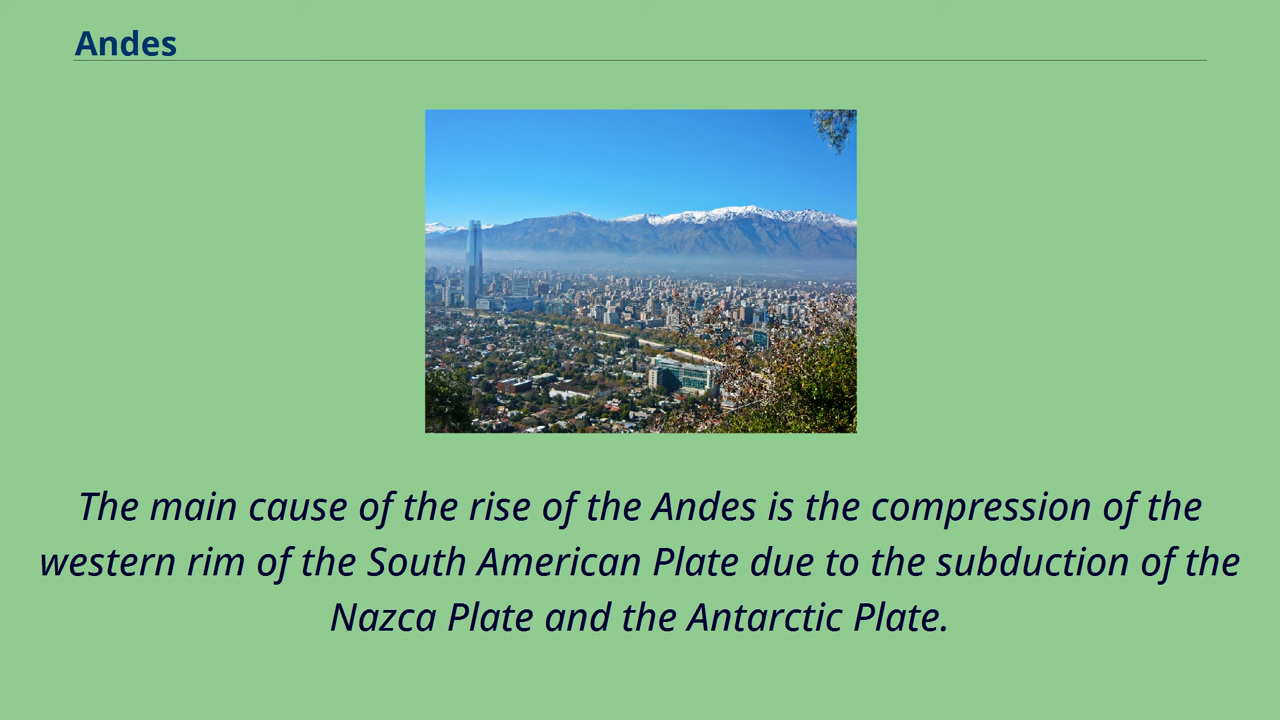 Andes
The main cause of the rise of the Andes is the compression of the
western rim of the South American Plate due to the subduction of the
Nazca Plate and the Antarctic Plate.